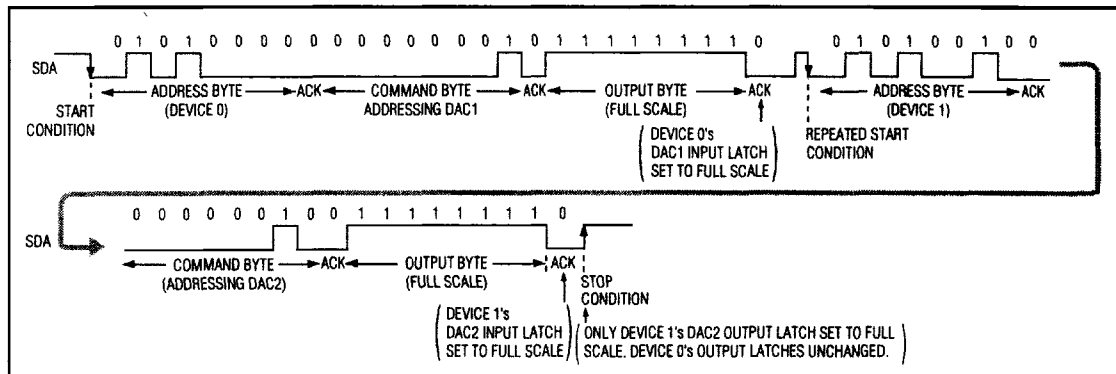 0 1 0 1 0 0 0 0 0 0 0 0 0 0 0 0 1 0 1 1 1 1 1 1 1 1 0 0 1 0 1 0 0 1 0 0
SDA
START CONDITION
ADDRESS BYTE
(DEVICE 0)
ACK
COMMAND BYTE
ADDRESSING DAC1
ACK
OUTPUT BYTE
(FULL SCALE)
ACK
(DEVICE 0's
DAC1 INPUT LATCH
SET TO FULL SCALE)
REPEATED START
CONDITION
ADDRESS BYTE
(DEVICE 1)
ACK
0 0 0 0 0 0 1 0 0 1 1 1 1 1 1 1 1 0
SDA
COMMAND BYTE
(ADDRESSING DAC2)
ACK
OUTPUT BYTE
(FULL SCALE)
ACK
STOP
CONDITION
(DEVICE 1's
DAC2 INPUT LATCH
SET TO FULL SCALE)
(ONLY DEVICE 1's DAC2 OUTPUT LATCH SET TO FULL
SCALE. DEVICE 0's OUTPUT LATCHES UNCHANGED.)